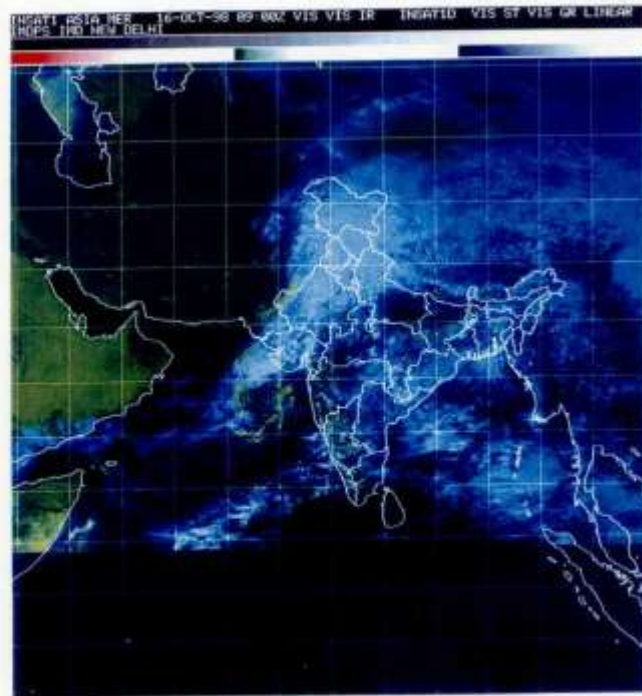 INSAT1 ASIA MER 16-OCT-98 09:00Z VIS VIS IR INSAT1D VIS ST VIS GR LINEAR
IMDPS IMD NEW DELHI